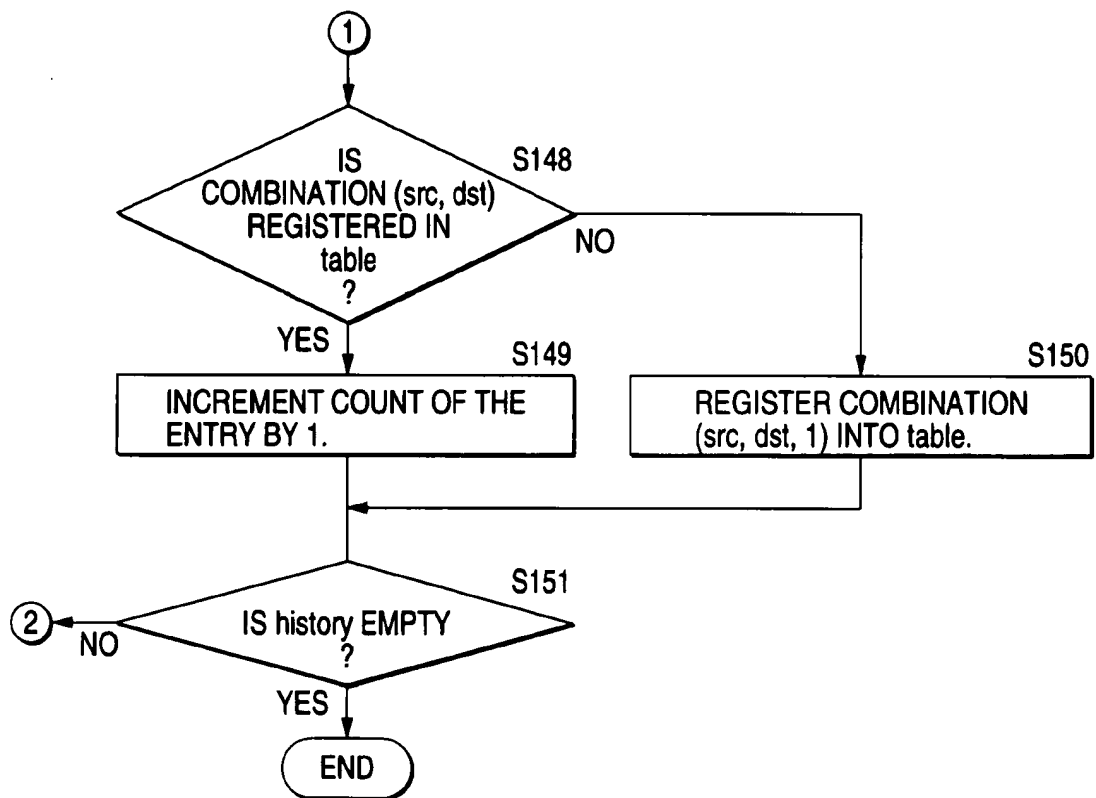 1
IS
COMBINATION (src, dst)
REGISTERED IN
table
?
S148
NO
YES
S149
INCREMENT COUNT OF THE
ENTRY BY 1.
S150
REGISTER COMBINATION
(src, dst, 1) INTO table.
S151
IS history EMPTY
?
2
NO
YES
END